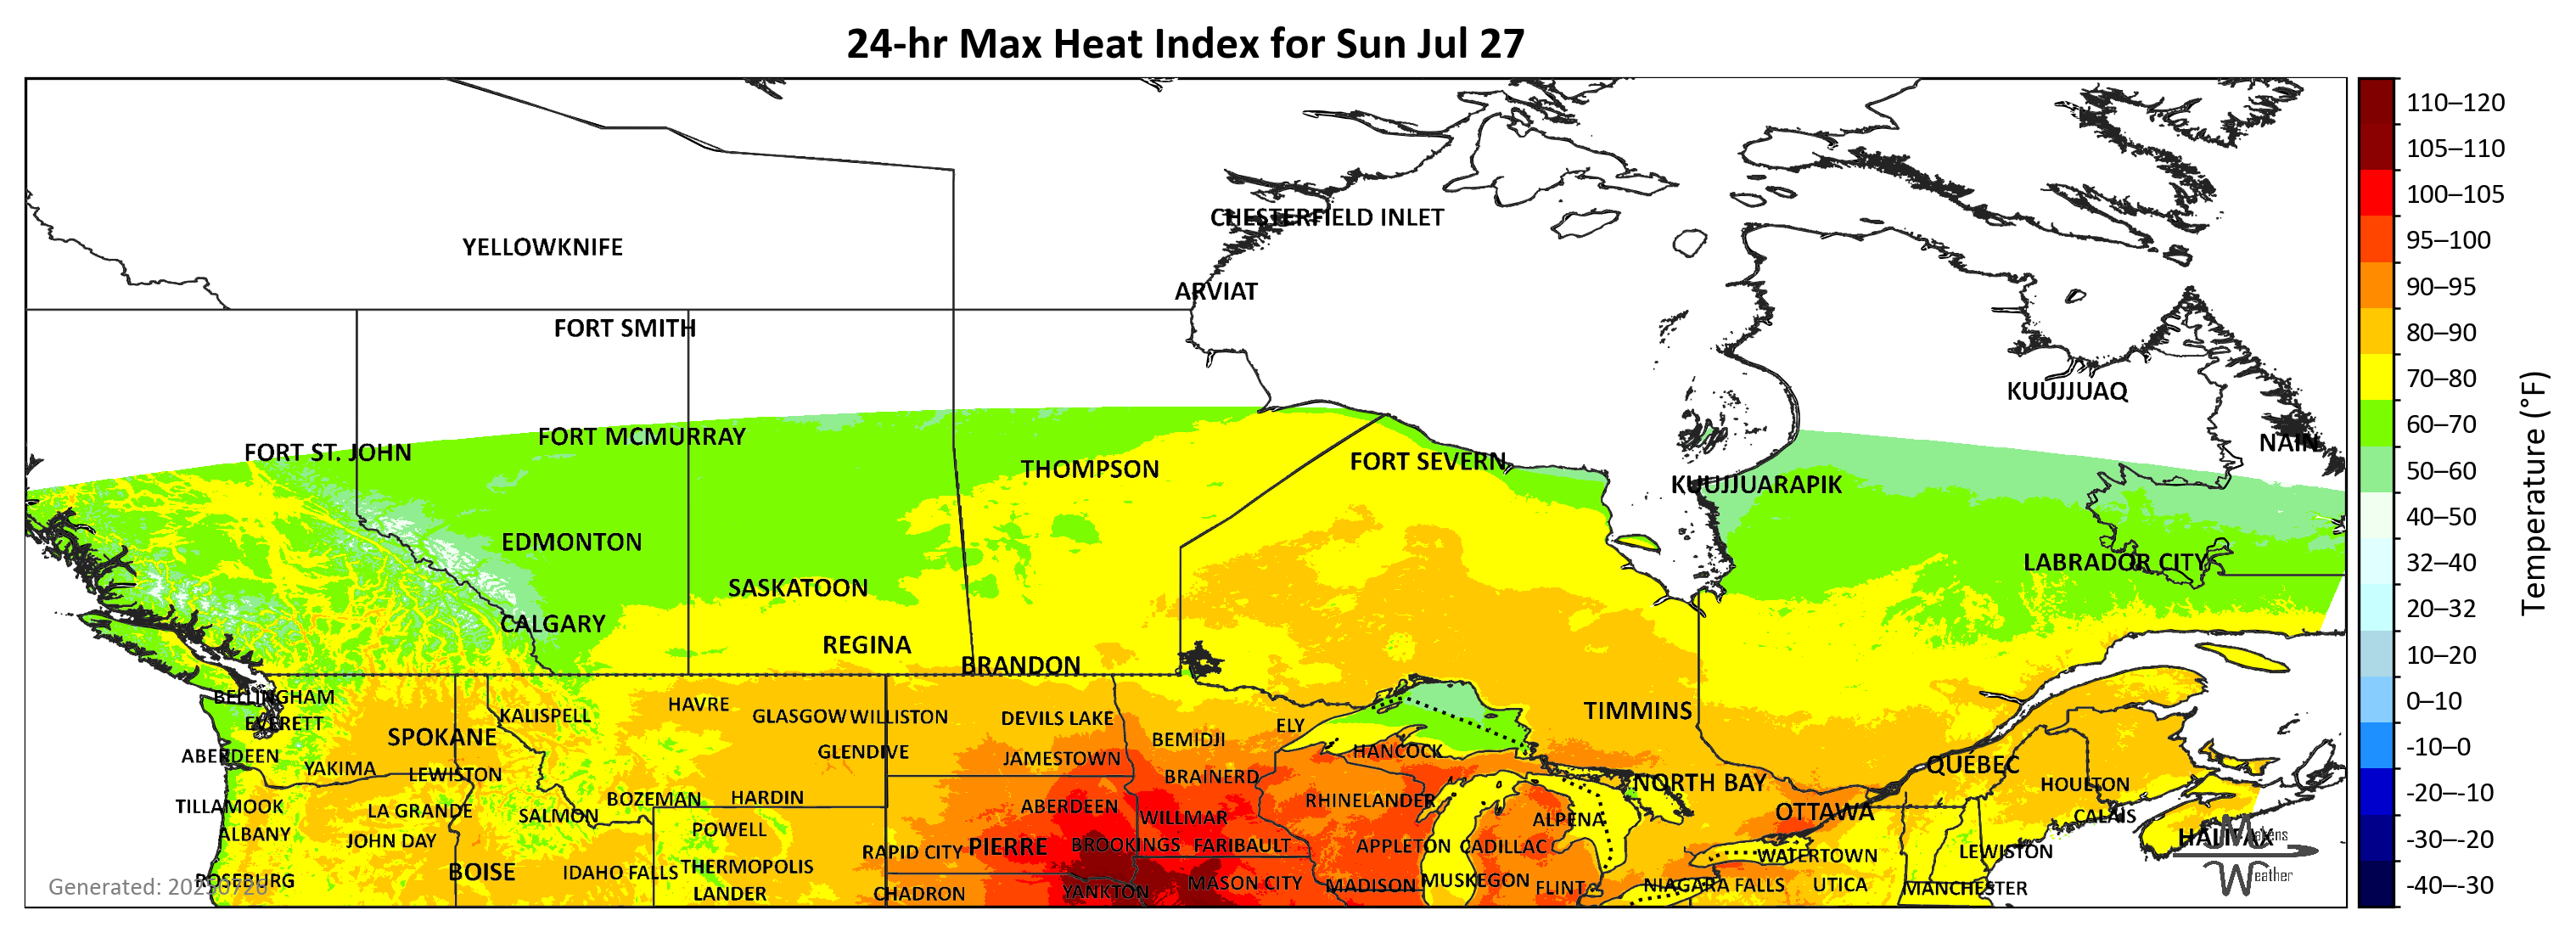 24-hr Max Heat Index for Sun Jul 27
CHESTERFIELD INLET
YELLOWKNIFE
ARVIAT
FORT SMITH
KUUJJUAQ
FORT MCMURRAY
NAIN
FORT ST. JOHN
THOMPSON
FORT SEVERN
KUUJJUARAPIK
EDMONTON
LABRADOR CITY
SASKATOON
CALGARY
REGINA
BRANDON
BELLINGHAM
HAVRE
TIMMINS
KALISPELL
GLASGOW WILLISTON
DEVILS LAKE
EVERETT
ELY
SPOKANE
BEMIDJI
ABERDEEN
GLENDIVE
HANCOCK
JAMESTOWN
QUÉBEC
YAKIMA
LEWISTON
BRAINERD
NORTH BAY
HOULTON
BOZEMAN
HARDIN
RHINELANDER
TILLAMOOK
LA GRANDE
ABERDEEN
SALMON
WILLMAR
ALPENA
OTTAWA
CALAIS
ALBANY
POWELL
JOHN DAY
HALIFAX
Makens
Weather
RAPID CITY
PIERRE
BROOKINGS
FARIBAULT
APPLETON
CADILLAC
WATERTOWN
LEWISTON
BOISE
IDAHO FALLS
THERMOPOLIS
ROSEBURG
MASON CITY
MADISON
MUSKEGON
FLINT
NIAGARA FALLS
UTICA
MANCHESTER
LANDER
CHADRON
YANKTON
Generated: 20250726
110–120
105–110
100–105
95–100
90–95
80–90
70–80
60–70
50–60
40–50
32–40
20–32
10–20
0–10
-10–0
-20–-10
-30–-20
-40–-30
Temperature (°F)